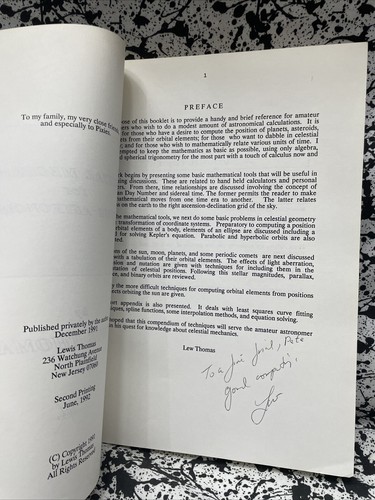 To my family, my very close friends,
and especially to Pixien.
Published privately by the
December 1991
Lewis Thomas
236 Watchung Avenue
North Plainfield
New Jersey 07060
Second Printing
June, 1992
(C) Copyright 1991
by Lewis Thomas
All Rights Reserved
1
PREFACE
of this booklet is to provide a handy and brief reference for amateur
who wish to do a modest amount of astronomical calculations. It is
for those who have a desire to compute the position of planets, asteroids,
from their orbital elements; for those who want to dabble in celestial
and for those who wish to mathematically relate various units of time. I
to keep the mathematics as basic as possible, using only algebra,
spherical trigonometry for the most part with a touch of calculus now and
begins by presenting some basic mathematical tools that will be useful in
discussions. These are related to hand held calculators and personal
From there, time relationships are discussed involving the concept of
Day Number and sidereal time. The former permits the reader to make
mathematical moves from one time era to another. The latter relates
on the earth to the right ascension-declination grid of the sky.
mathematical tools, we next do some basic problems in celestial geometry
transformation of coordinate systems. Preparatory to computing a position
orbital elements of a body, elements of an ellipse are discussed including a
for solving Kepler's equation. Parabolic and hyperbolic orbits are also
of the sun, moon, planets, and some periodic comets are next discussed
with a tabulation of their orbital elements. The effects of light aberration,
and nutation are given with techniques for including them in the
of celestial positions. Following this stellar magnitudes, parallax,
and binary orbits are reviewed.
the more difficult techniques for computing orbital elements from positions
orbiting the sun are given.
appendix is also presented. It deals with least squares curve fitting
spline functions, some interpolation methods, and equation solving.
that this compendium of techniques will serve the amateur astronomer
his quest for knowledge about celestial mechanics.
Lew Thomas
To a
good
Lew